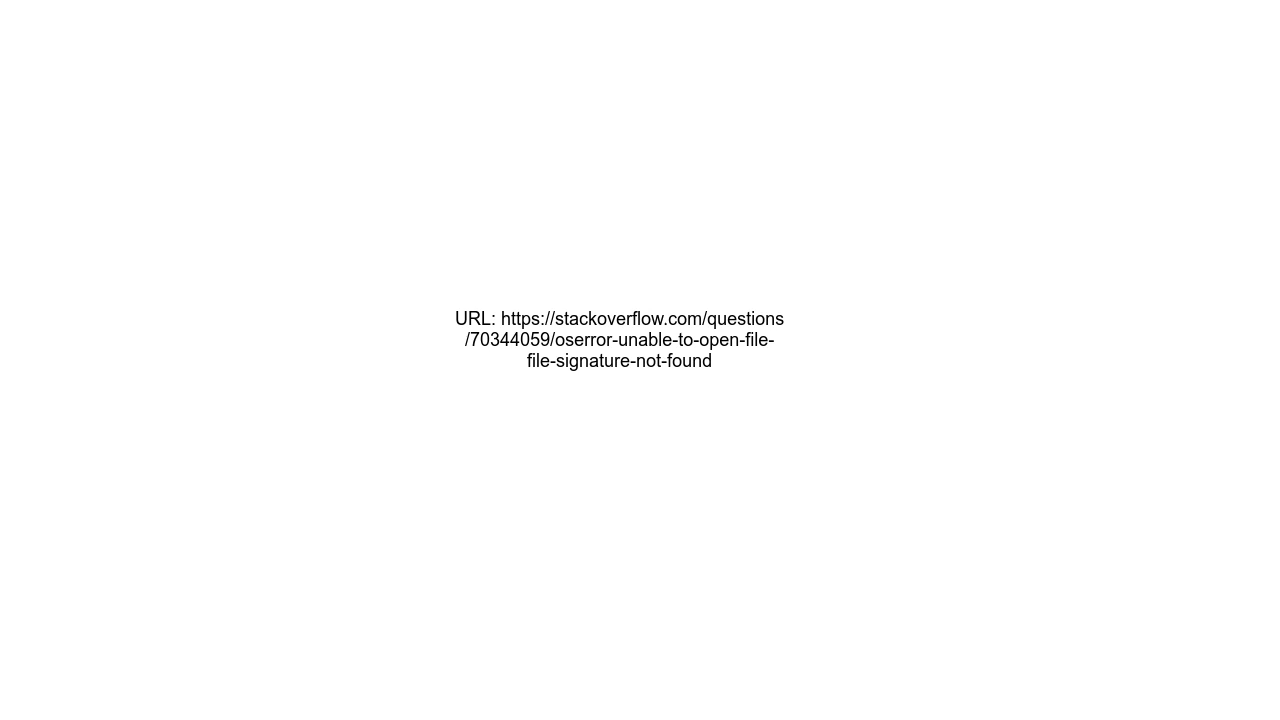 URL: https://stackoverflow.com/questions
/70344059/oserror-unable-to-open-file-
file-signature-not-found